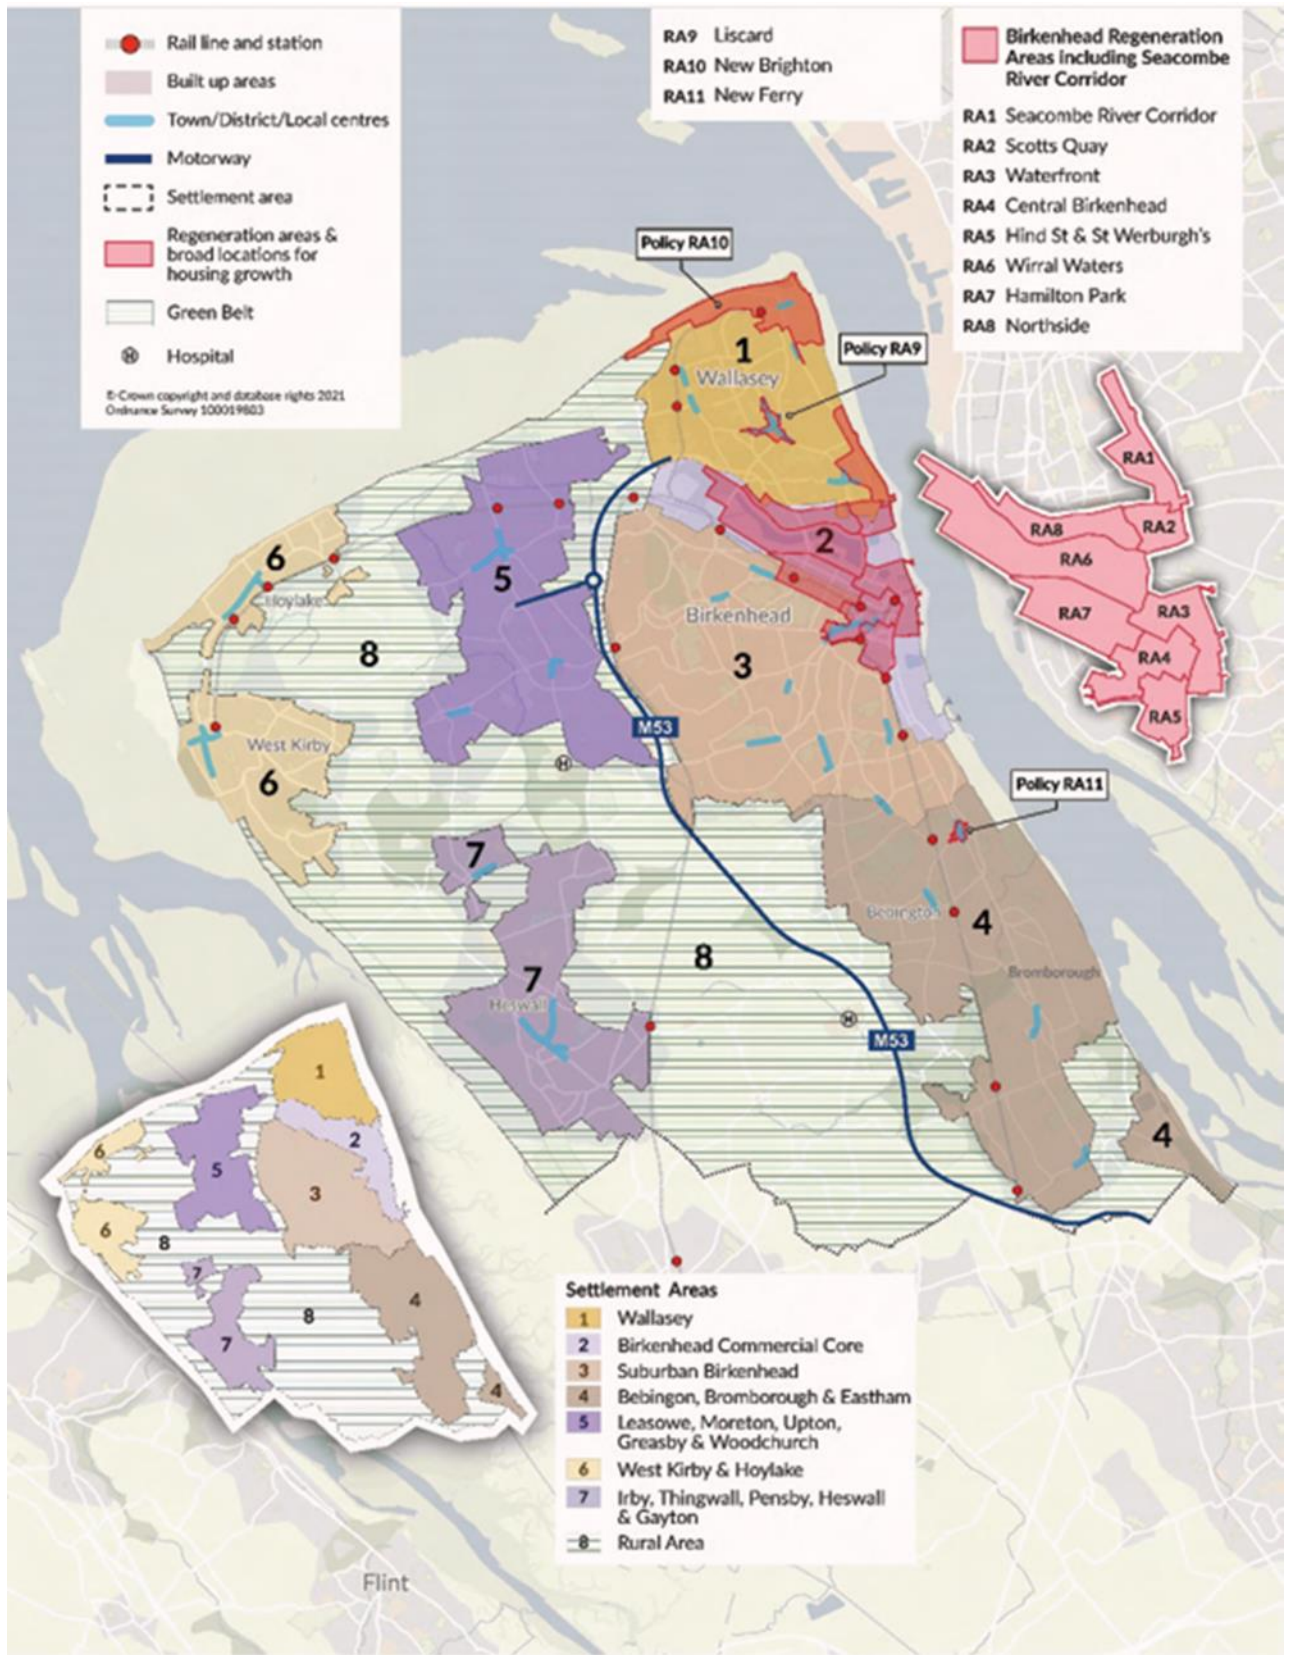 Rail line and station
Built up areas
Town/District/Local centres
Motorway
Settlement area
Regeneration areas &
broad locations for
housing growth
Green Belt
H Hospital
© Crown copyright and database rights 2021
Ordnance Survey 100019803
RA9 Liscard
RA10 New Brighton
RA11 New Ferry
Birkenhead Regeneration
Areas including Seacombe
River Corridor
RA1 Seacombe River Corridor
RA2 Scotts Quay
RA3 Waterfront
RA4 Central Birkenhead
RA5 Hind St & St Werburgh's
RA6 Wirral Waters
RA7 Hamilton Park
RA8 Northside
Policy RA10
Policy RA9
1
Wallasey
RA1
RA8
RA2
RA6
RA7
RA3
RA4
RA5
2
6
Hoylake
5
8
Birkenhead
3
M53
West Kirby
6
H
Policy RA11
7
Bebington
4
8
7
Heswall
Bromborough
H
M53
4
1
2
6
5
3
6
8
7
8
4
7
4
Settlement Areas
1 Wallasey
2 Birkenhead Commercial Core
3 Suburban Birkenhead
4 Bebingon, Bromborough & Eastham
5 Leasowe, Moreton, Upton,
Greasby & Woodchurch
6 West Kirby & Hoylake
7 Irby, Thingwall, Pensby, Heswall
& Gayton
8 Rural Area
Flint